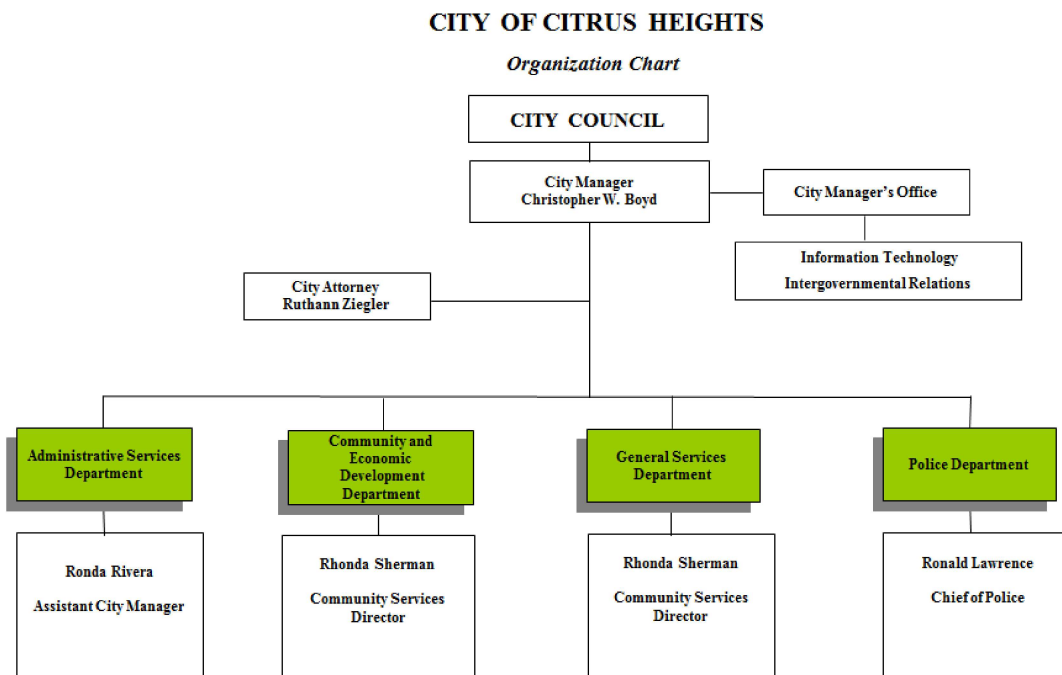 CITY OF CITRUS HEIGHTS
Organization Chart
CITY COUNCIL
City Manager
Christopher W. Boyd
City Manager's Office
Information Technology
Intergovernmental Relations
City Attorney
Ruthann Ziegler
Administrative Services
Department
Community and
Economic
Development
Department
General Services
Department
Police Department
Ronda Rivera
Assistant City Manager
Rhonda Sherman
Community Services
Director
Rhonda Sherman
Community Services
Director
Ronald Lawrence
Chief of Police